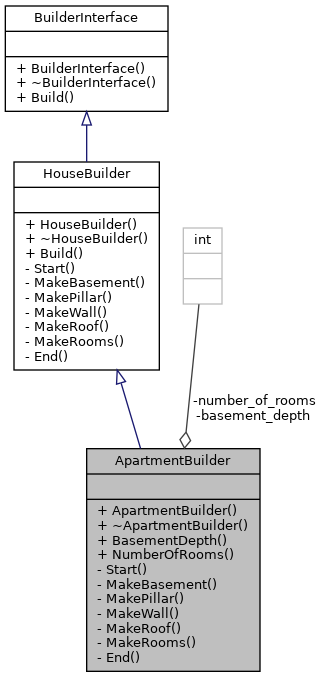 BuilderInterface
+ BuilderInterface()
+ ~BuilderInterface()
+ Build()
HouseBuilder
+ HouseBuilder()
+ ~HouseBuilder()
+ Build()
- Start()
- MakeBasement()
- MakePillar()
- MakeWall()
- MakeRoof()
- MakeRooms()
- End()
int
-number_of_rooms
-basement_depth
ApartmentBuilder
+ ApartmentBuilder()
+ ~ApartmentBuilder()
+ BasementDepth()
+ NumberOfRooms()
- Start()
- MakeBasement()
- MakePillar()
- MakeWall()
- MakeRoof()
- MakeRooms()
- End()